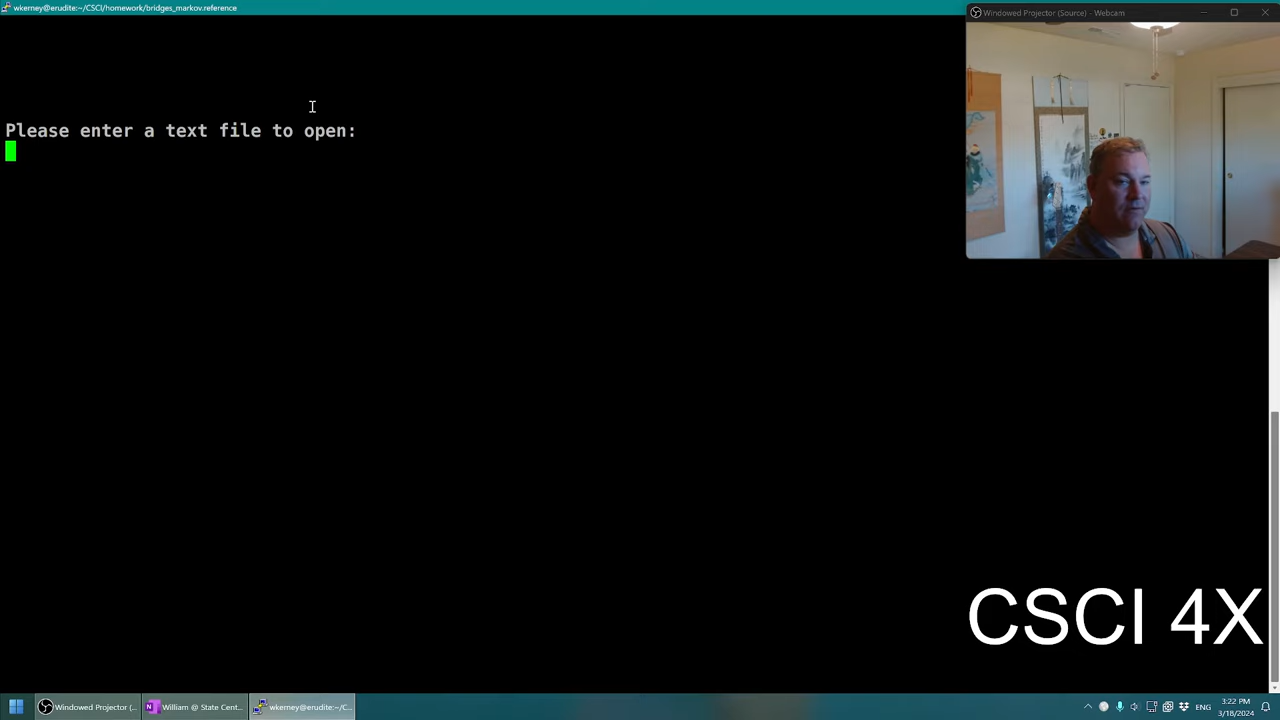 wkerney@erudite:~/CSCI/homework/bridges_markov.reference
Windowed Projector (Source) - Webcam
Please enter a text file to open:
CSCI 4X
Windowed Projector (...
William @ State Cent...
wkerney@erudite:~/C...
ENG
3:22 PM
3/18/2024